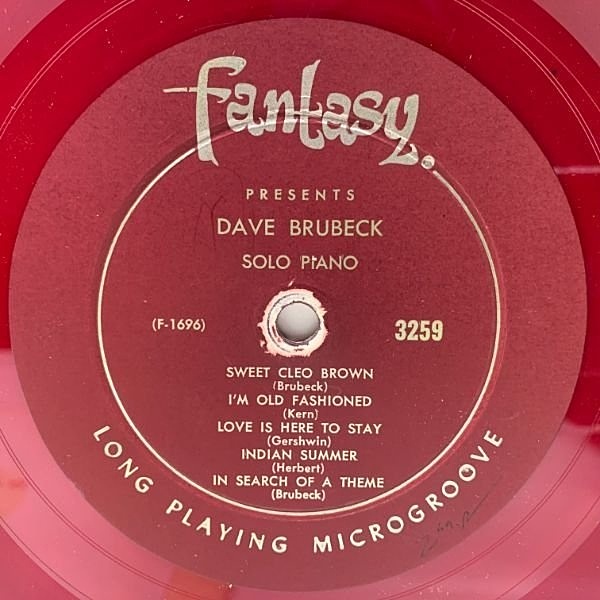 Fantasy.
PRESENTS
DAVE BRUBECK
SOLO PIANO
(F-1696)
3259
SWEET CLEO BROWN
(Brubeck)
I'M OLD FASHIONED
(Kern)
LOVE IS HERE TO STAY
(Gershwin)
INDIAN SUMMER
(Herbert)
IN SEARCH OF A THEME
(Brubeck)
LONG PLAYING MICROGROOVE